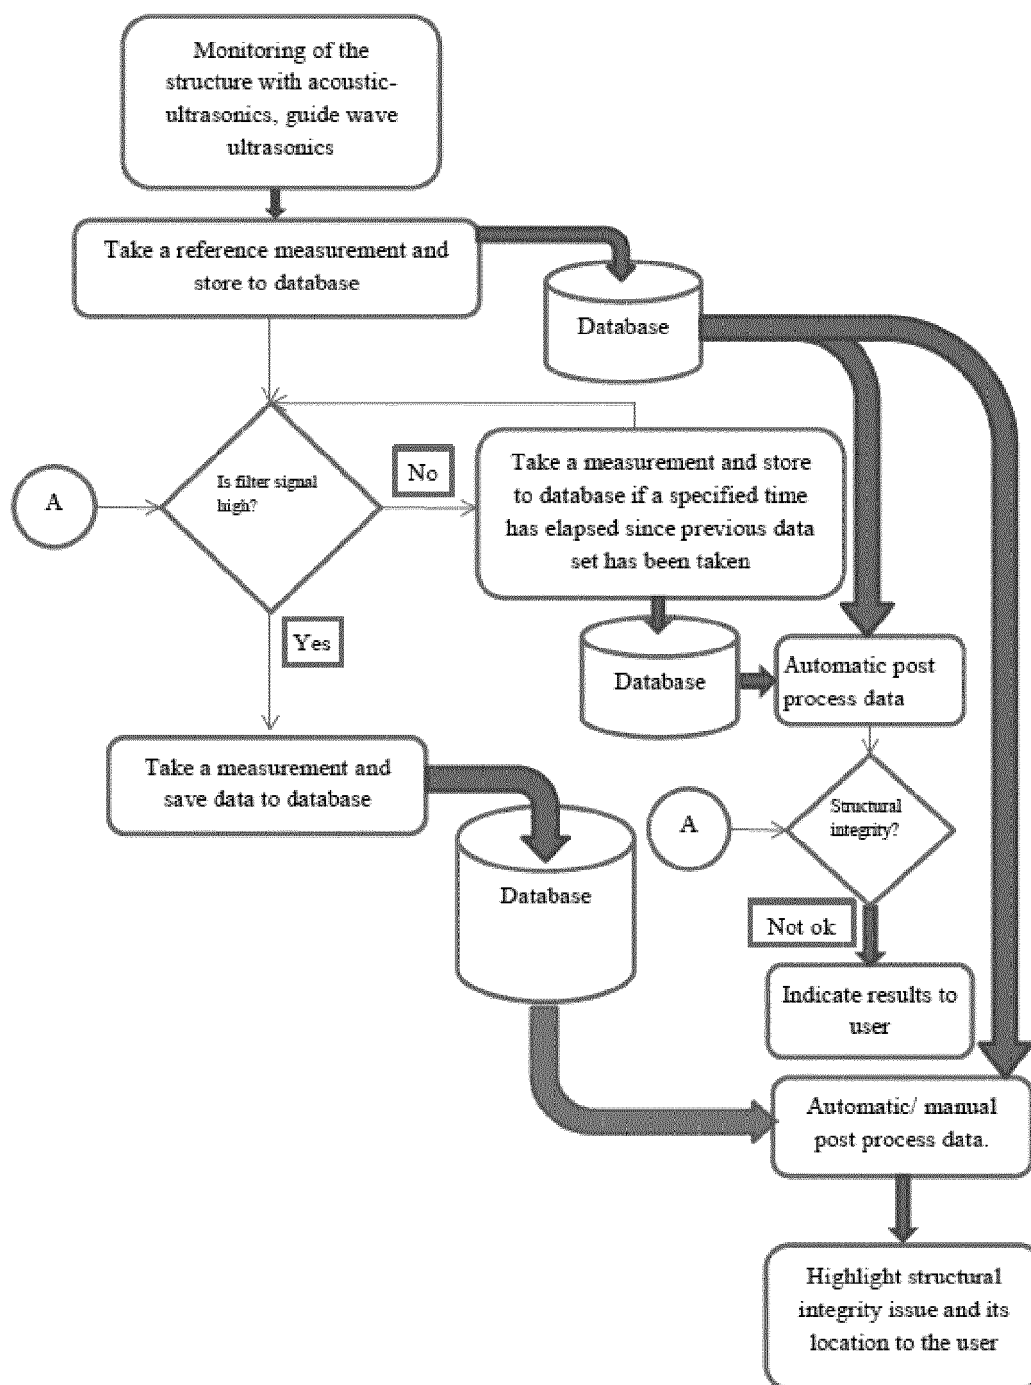 Monitoring of the
structure with acoustic-
ultrasonics, guide wave
ultrasonics
Take a reference measurement and
store to database
Database
Is filter signal
high?
A
No
Take a measurement and store
to database if a specified time
has elapsed since previous data
set has been taken
Yes
Database
Automatic post
process data
Take a measurement and
save data to database
A
Structural
integrity?
Database
Not ok
Indicate results to
user
Automatic/ manual
post process data.
Highlight structural
integrity issue and its
location to the user